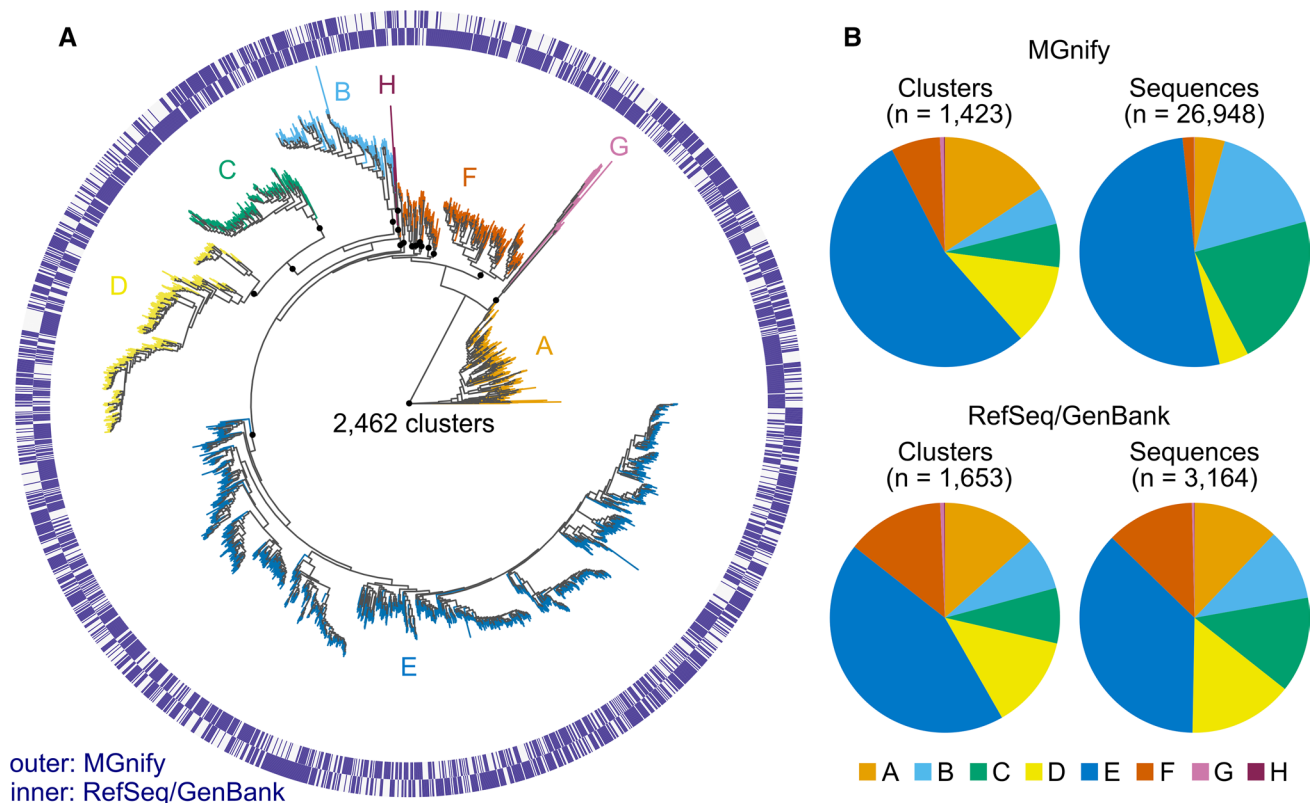 A
B
H
C
F
G
D
A
2,462 clusters
E
outer: MGnify
inner: RefSeq/GenBank
B
MGnify
Clusters
(n = 1,423)
Sequences
(n = 26,948)
RefSeq/GenBank
Clusters
(n = 1,653)
Sequences
(n = 3,164)
A B C D E F G H